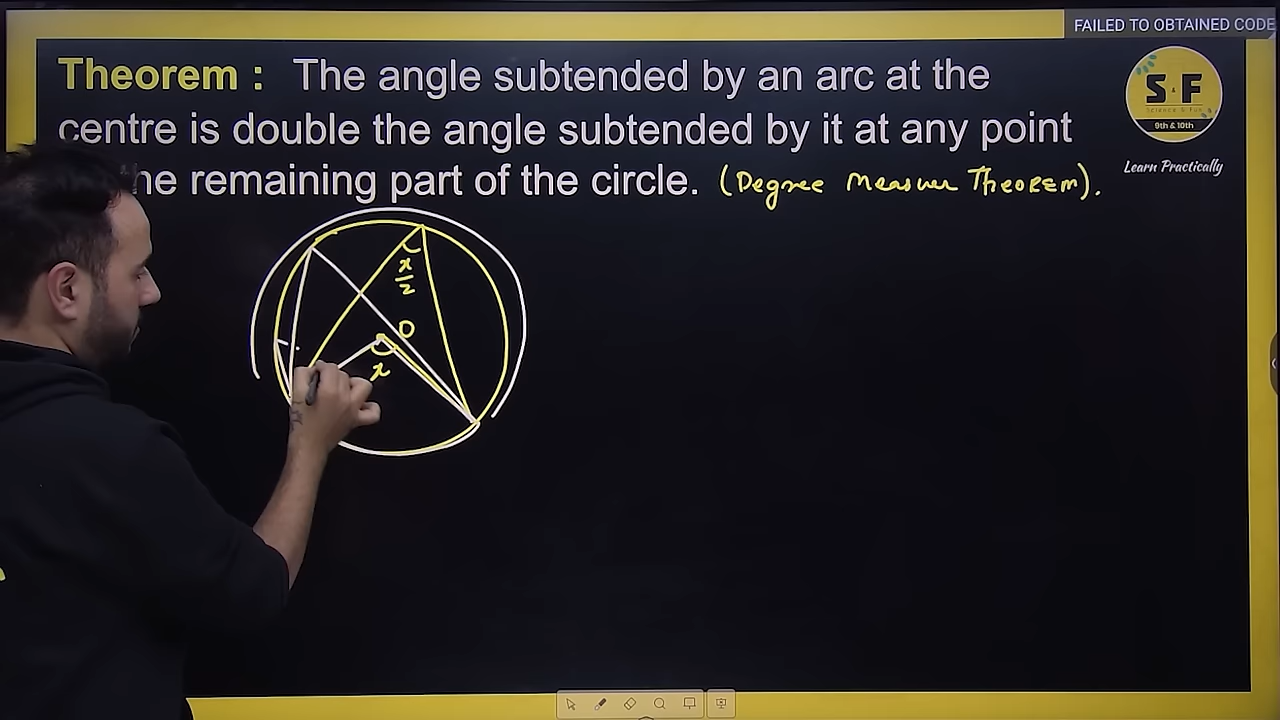 FAILED TO OBTAINED CODE
Theorem : The angle subtended by an arc at the
centre is double the angle subtended by it at any point
he remaining part of the circle. (Degree Measure Theorem).
S & F
Science & Fun
9th & 10th
Learn Practically
x/2
O
x